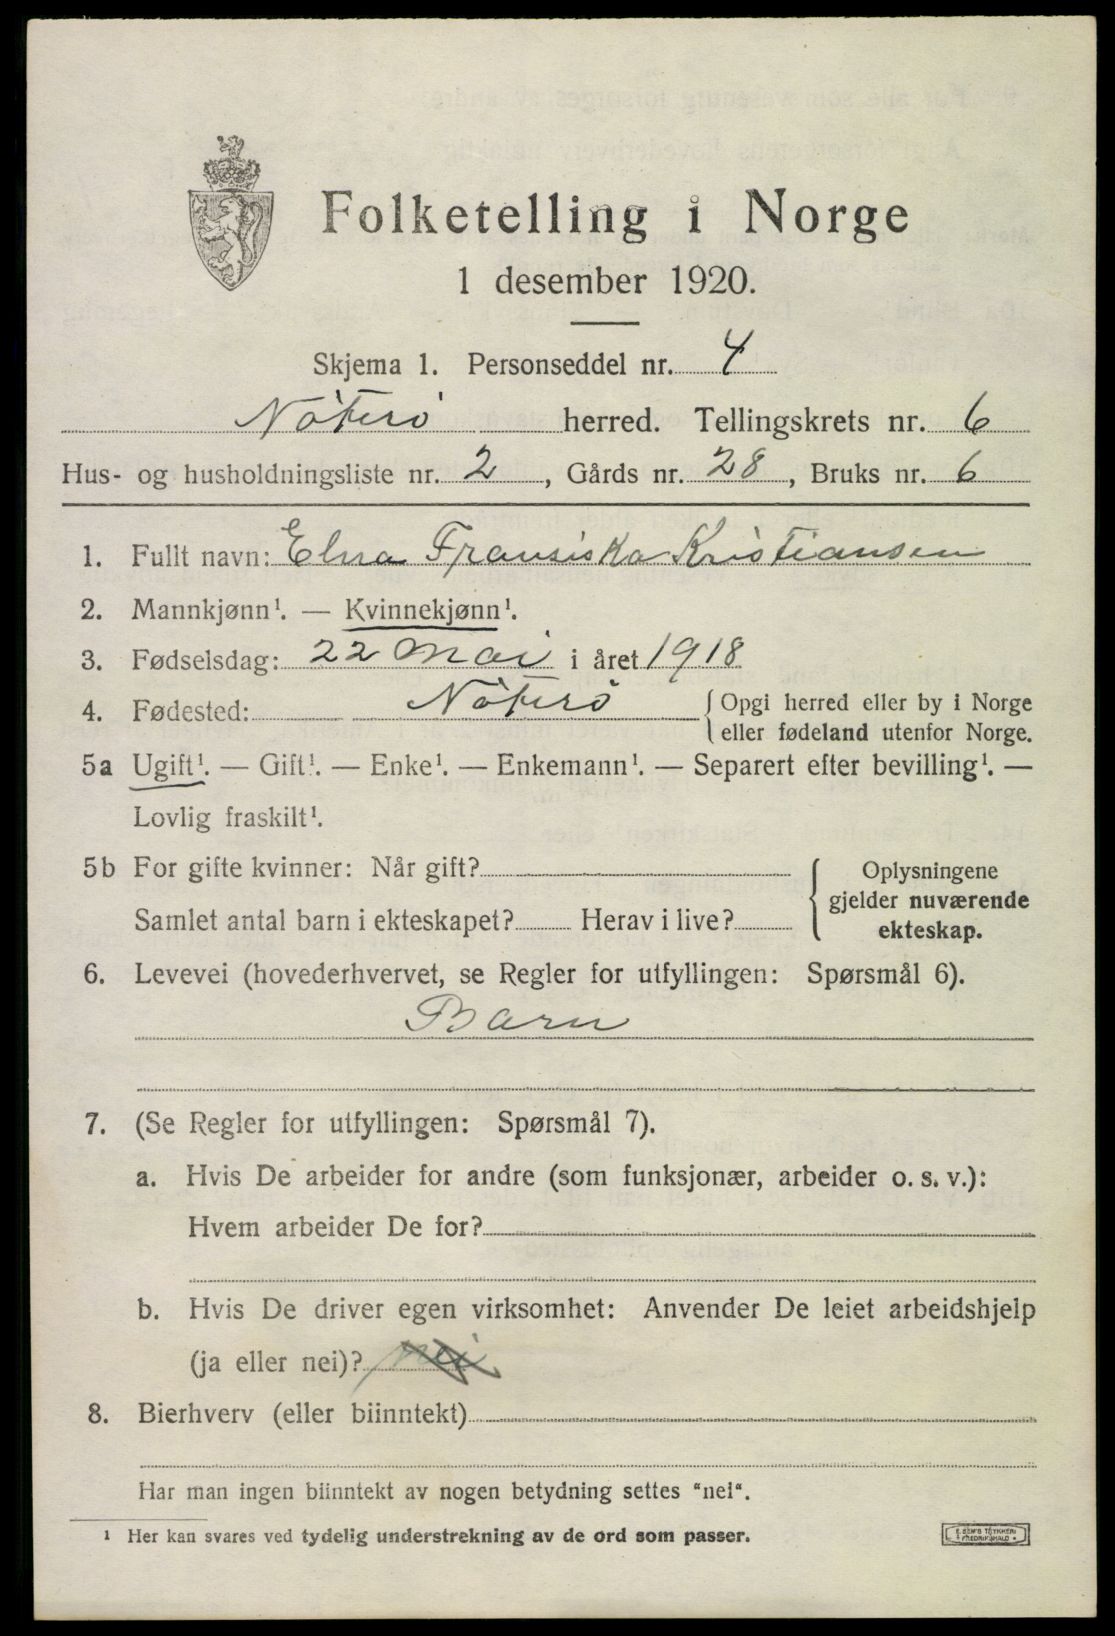 Folketelling i Norge
1 desember 1920.
Skjema 1. Personseddel nr. 4
Nöterö herred. Tellingskrets nr. 6
Hus- og husholdningsliste nr. 2, Gårds nr. 28, Bruks nr. 6
1. Fullt navn: Elna Fransiska Kristiansen
2. Mannkjønn¹. — Kvinnekjønn¹.
3. Fødselsdag: 22 mai i året 1918
4. Fødested: Nöterö { Opgi herred eller by i Norge
eller fødeland utenfor Norge.
5a Ugift¹. — Gift¹. — Enke¹. — Enkemann¹. — Separert efter bevilling¹. —
Lovlig fraskilt¹.
5b For gifte kvinner: Når gift?
Samlet antal barn i ekteskapet? Herav i live?
{ Oplysningene
gjelder nuværende
ekteskap.
6. Levevei (hovederhvervet, se Regler for utfyllingen: Spørsmål 6).
Barn
7. (Se Regler for utfyllingen: Spørsmål 7).
a. Hvis De arbeider for andre (som funksjonær, arbeider o. s. v.):
Hvem arbeider De for?
b. Hvis De driver egen virksomhet: Anvender De leiet arbeidshjelp
(ja eller nei)? nei
8. Bierhverv (eller biinntekt)
Har man ingen biinntekt av nogen betydning settes "nei".
¹ Her kan svares ved tydelig understrekning av de ord som passer.